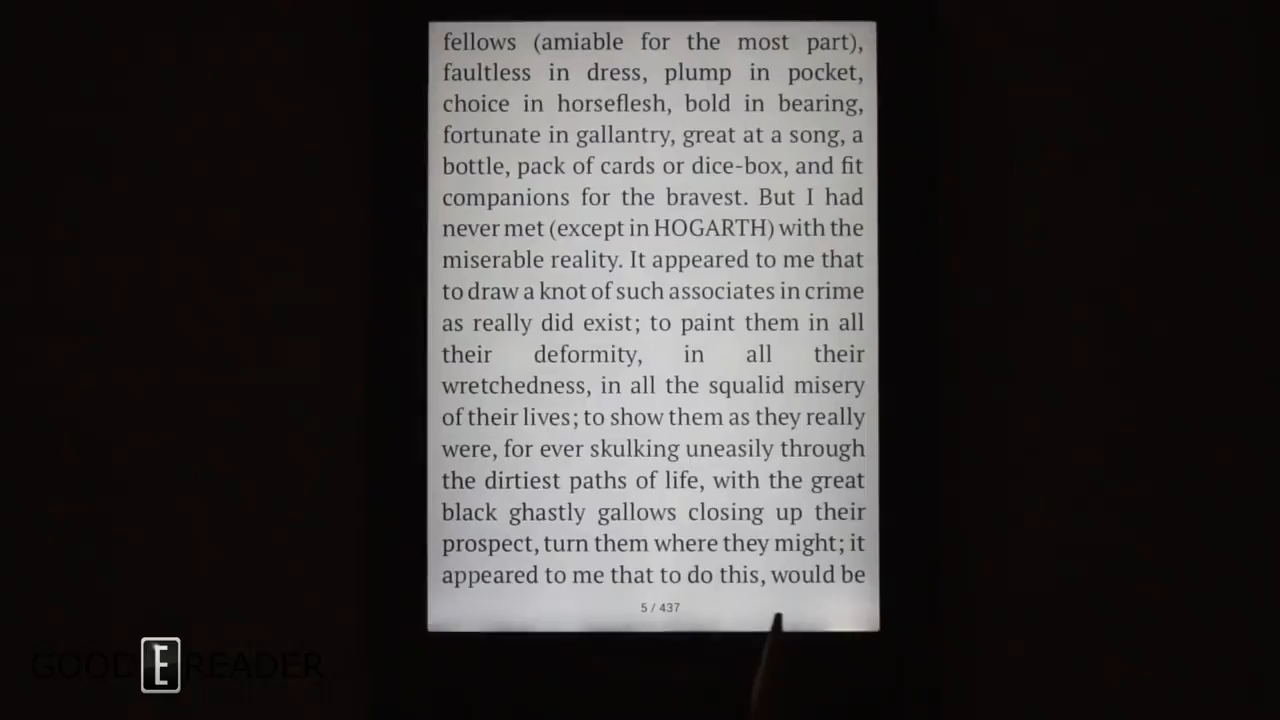 fellows (amiable for the most part),
faultless in dress, plump in pocket,
choice in horseflesh, bold in bearing,
fortunate in gallantry, great at a song, a
bottle, pack of cards or dice-box, and fit
companions for the bravest. But I had
never met (except in HOGARTH) with the
miserable reality. It appeared to me that
to draw a knot of such associates in crime
as really did exist; to paint them in all
their deformity, in all their
wretchedness, in all the squalid misery
of their lives; to show them as they really
were, for ever skulking uneasily through
the dirtiest paths of life, with the great
black ghastly gallows closing up their
prospect, turn them where they might; it
appeared to me that to do this, would be
5 / 437
GOOD E READER